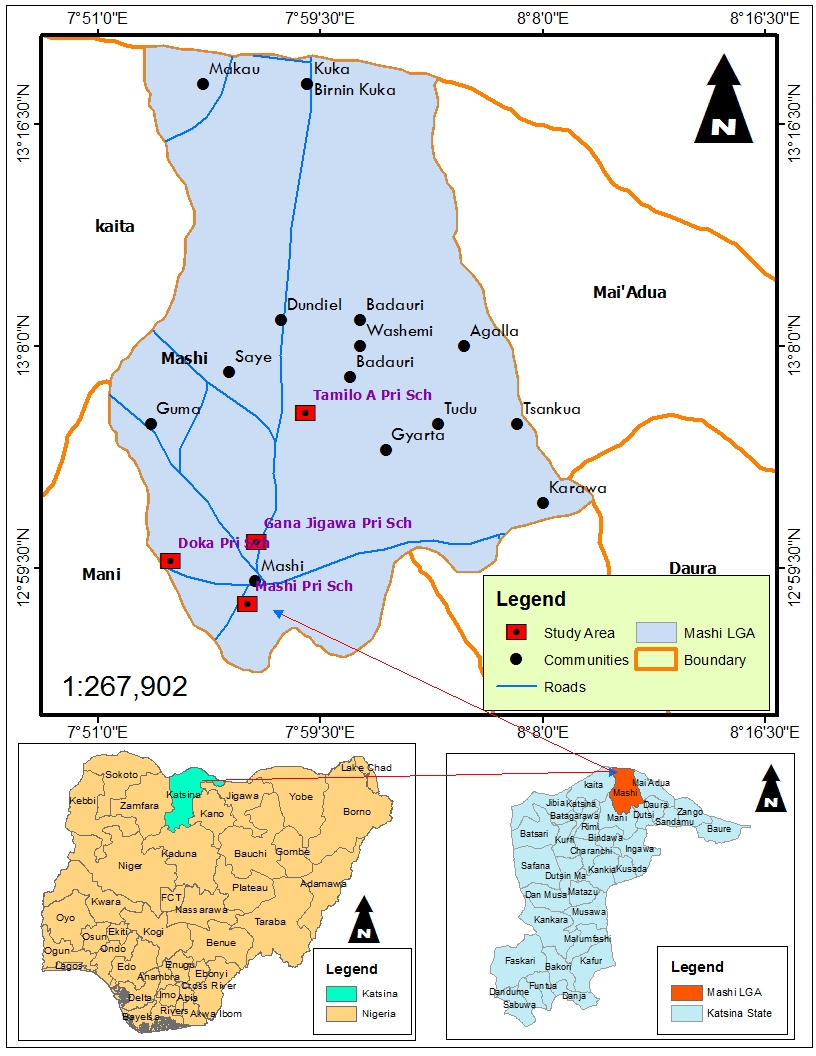 7°51'0"E 7°59'30"E 8°8'0"E 8°16'30"E
13°16'30"N
13°8'0"N
12°59'30"N
13°16'30"N
13°8'0"N
12°59'30"N
N
Makau
Kuka
Birnin Kuka
kaita
Mai'Adua
Dundiel
Badauri
Washemi
Agalla
Mashi
Saye
Badauri
Tamilo A Pri Sch
Guma
Tudu
Tsankua
Gyarta
Karawa
Gana Jigawa Pri Sch
Doka Pri Sch
Mashi
Mani
Mashi Pri Sch
Daura
Legend
Study Area
Mashi LGA
Communities
Boundary
Roads
1:267,902
7°51'0"E 7°59'30"E 8°8'0"E 8°16'30"E
Lake Chad
Sokoto
Kebbi
Zamfara
Katsina
Kano
Jigawa
Yobe
Borno
Niger
Kaduna
Bauchi
Gombe
Adamawa
Plateau
Kwara
FCT
Nassarawa
Taraba
Oyo
Osun
Ekiti
Kogi
Benue
Ogun
Ondo
Lagos
Edo
Enugu
Anambra
Ebonyi
Cross River
Delta
Imo
Abia
Bayelsa
Rivers
Akwa Ibom
N
Legend
Katsina
Nigeria
kaita
Mai Adua
Mashi
Jibia
Katsina
Daura
Batagarawa
Mani
Dutsi
Zango
Sandamu
Baure
Batsari
Rimi
Kurfi
Bindawa
Charanchi
Ingawa
Safana
Dutsin Ma
Kankia
Kusada
Dan Musa
Matazu
Kankara
Musawa
Malumfashi
Faskari
Bakori
Kafur
Funtua
Dandume
Danja
Sabuwa
N
Legend
Mashi LGA
Katsina State